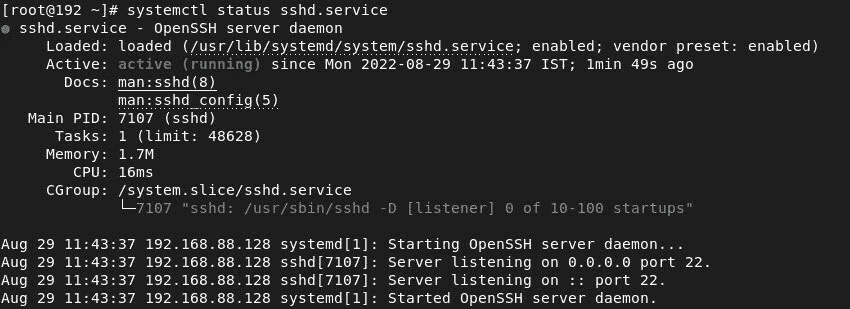 [root@192 ~]# systemctl status sshd.service
● sshd.service - OpenSSH server daemon
Loaded: loaded (/usr/lib/systemd/system/sshd.service; enabled; vendor preset: enabled)
Active: active (running) since Mon 2022-08-29 11:43:37 IST; 1min 49s ago
Docs: man:sshd(8)
man:sshd_config(5)
Main PID: 7107 (sshd)
Tasks: 1 (limit: 48628)
Memory: 1.7M
CPU: 16ms
CGroup: /system.slice/sshd.service
└─7107 "sshd: /usr/sbin/sshd -D [listener] 0 of 10-100 startups"
Aug 29 11:43:37 192.168.88.128 systemd[1]: Starting OpenSSH server daemon...
Aug 29 11:43:37 192.168.88.128 sshd[7107]: Server listening on 0.0.0.0 port 22.
Aug 29 11:43:37 192.168.88.128 sshd[7107]: Server listening on :: port 22.
Aug 29 11:43:37 192.168.88.128 systemd[1]: Started OpenSSH server daemon.